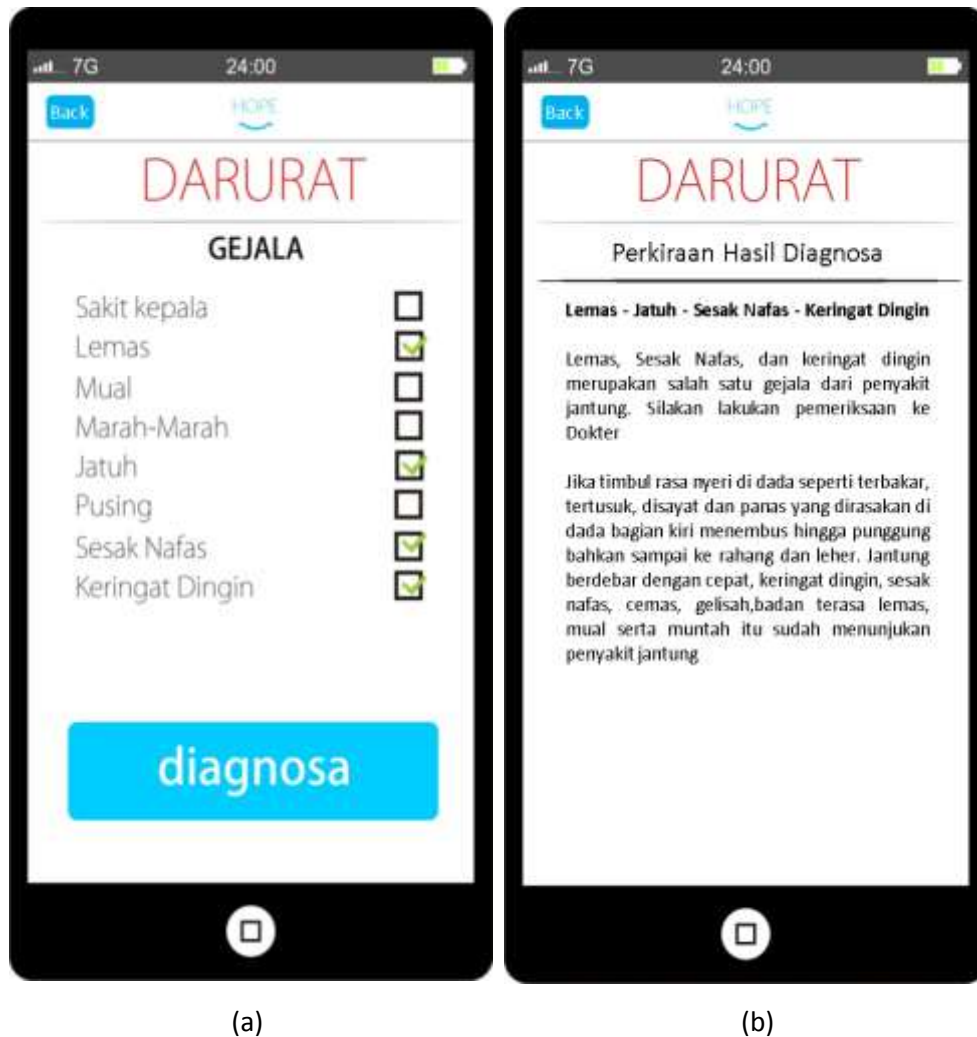 7G 24:00
Back HOPE
DARURAT
GEJALA
Sakit kepala
Lemas
Mual
Marah-Marah
Jatuh
Pusing
Sesak Nafas
Keringat Dingin
diagnosa
(a)
7G 24:00
Back HOPE
DARURAT
Perkiraan Hasil Diagnosa
Lemas - Jatuh - Sesak Nafas - Keringat Dingin
Lemas, Sesak Nafas, dan keringat dingin
merupakan salah satu gejala dari penyakit
jantung. Silakan lakukan pemeriksaan ke
Dokter
Jika timbul rasa nyeri di dada seperti terbakar,
tertusuk, disayat dan panas yang dirasakan di
dada bagian kiri menembus hingga punggung
bahkan sampai ke rahang dan leher. Jantung
berdebar dengan cepat, keringat dingin, sesak
nafas, cemas, gelisah,badan terasa lemas,
mual serta muntah itu sudah menunjukan
penyakit jantung
(b)